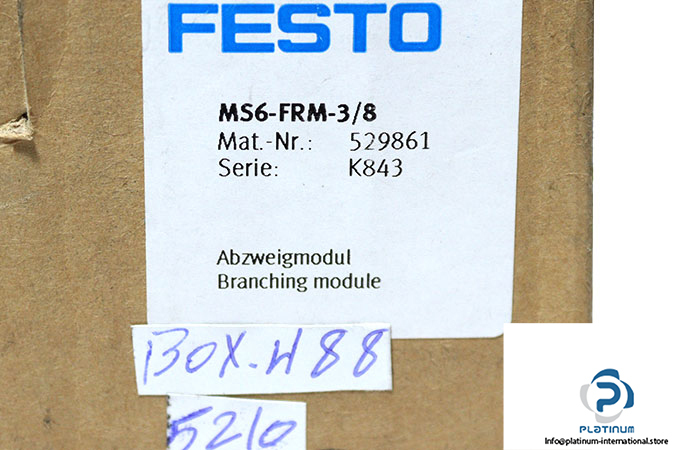 FESTO
MS6-FRM-3/8
Mat.-Nr.: 529861
Serie: K843
Abzweigmodul
Branching module
BOX.H88
5210
PLATINUM
Info@platinum-international.store